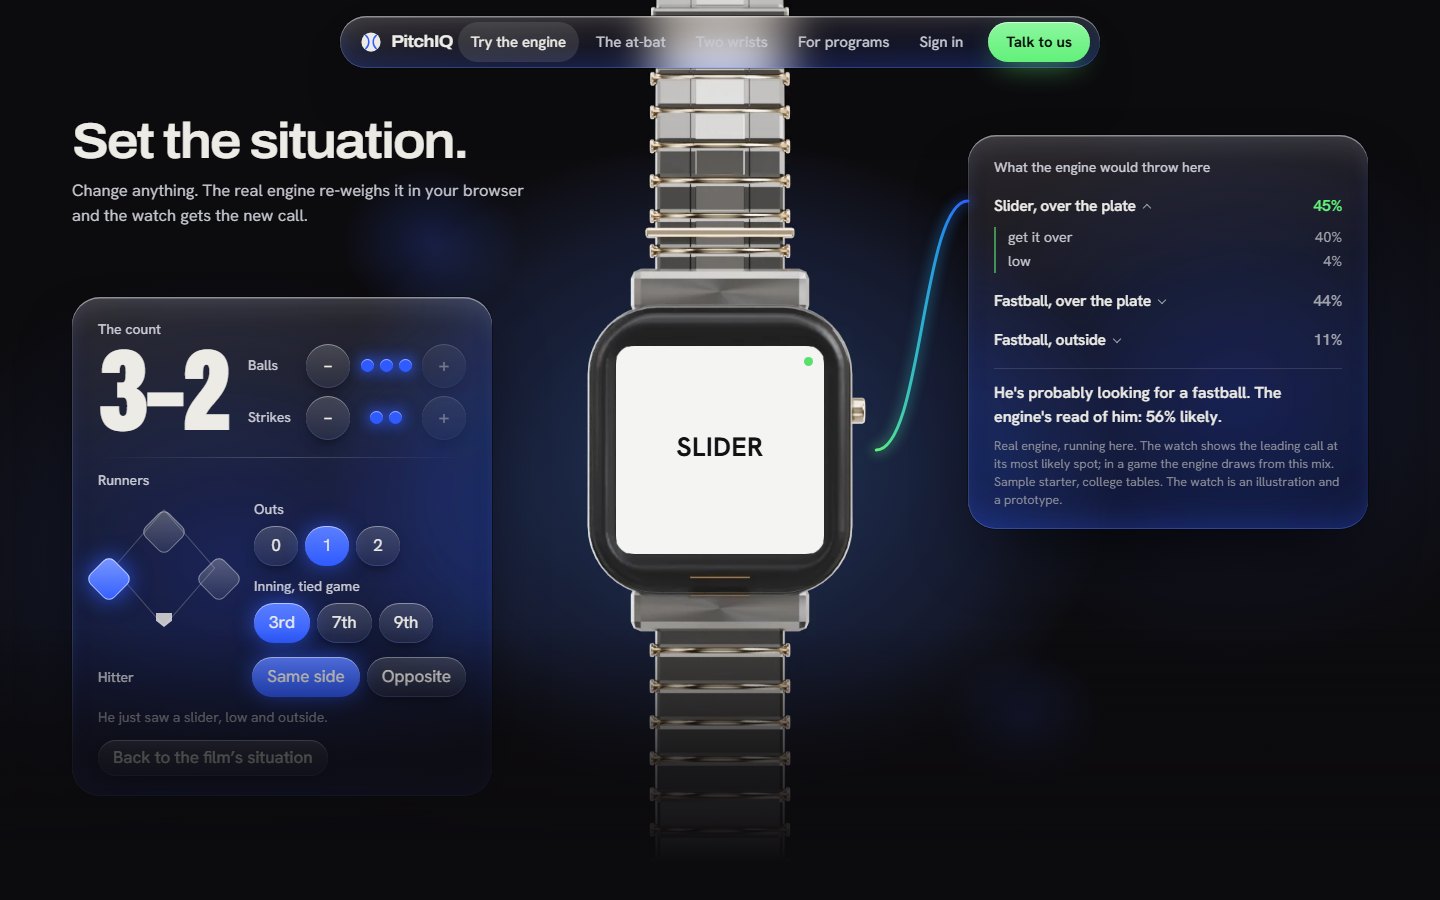 PitchIQ Try the engine The at-bat Two wrists For programs Sign in Talk to us
Set the situation.
Change anything. The real engine re-weighs it in your browser
and the watch gets the new call.
The count
3–2
Balls − +
Strikes − +
Runners
Outs
0 1 2
Inning, tied game
3rd 7th 9th
Hitter Same side Opposite
He just saw a slider, low and outside.
Back to the film’s situation
SLIDER
What the engine would throw here
Slider, over the plate 45%
get it over 40%
low 4%
Fastball, over the plate 44%
Fastball, outside 11%
He's probably looking for a fastball. The
engine's read of him: 56% likely.
Real engine, running here. The watch shows the leading call at
its most likely spot; in a game the engine draws from this mix.
Sample starter, college tables. The watch is an illustration and
a prototype.